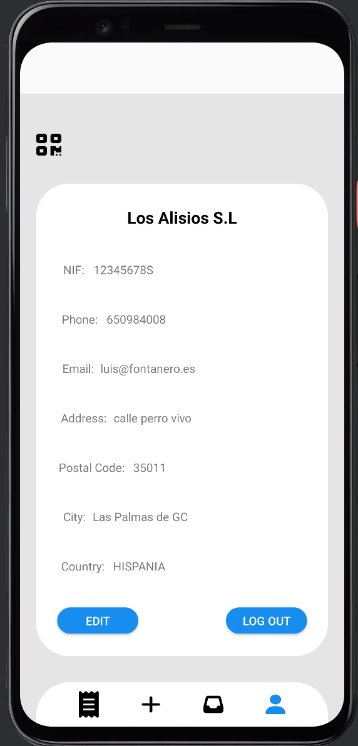 Los Alisios S.L
NIF: 12345678S
Phone: 650984008
Email: luis@fontanero.es
Address: calle perro vivo
Postal Code: 35011
City: Las Palmas de GC
Country: HISPANIA
EDIT LOG OUT